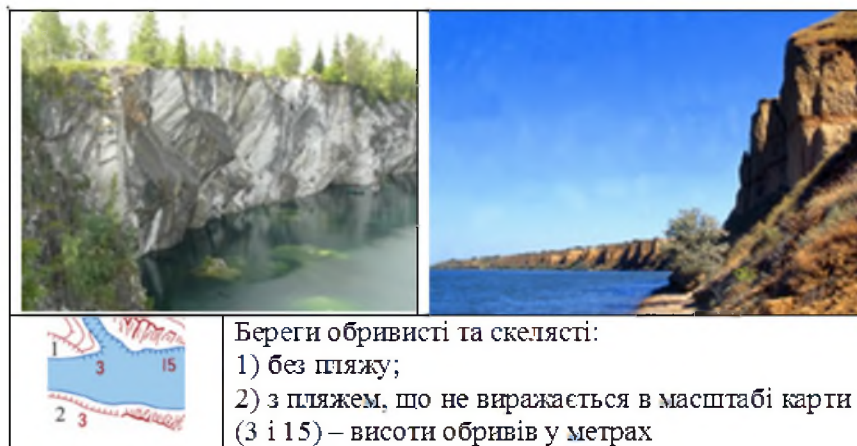 Береги обривисті та скелясті:
1) без пляжу;
2) з пляжем, що не виражається в масштабі карти
(3 і 15) – висоти обривів у метрах
1
3
15
2
3